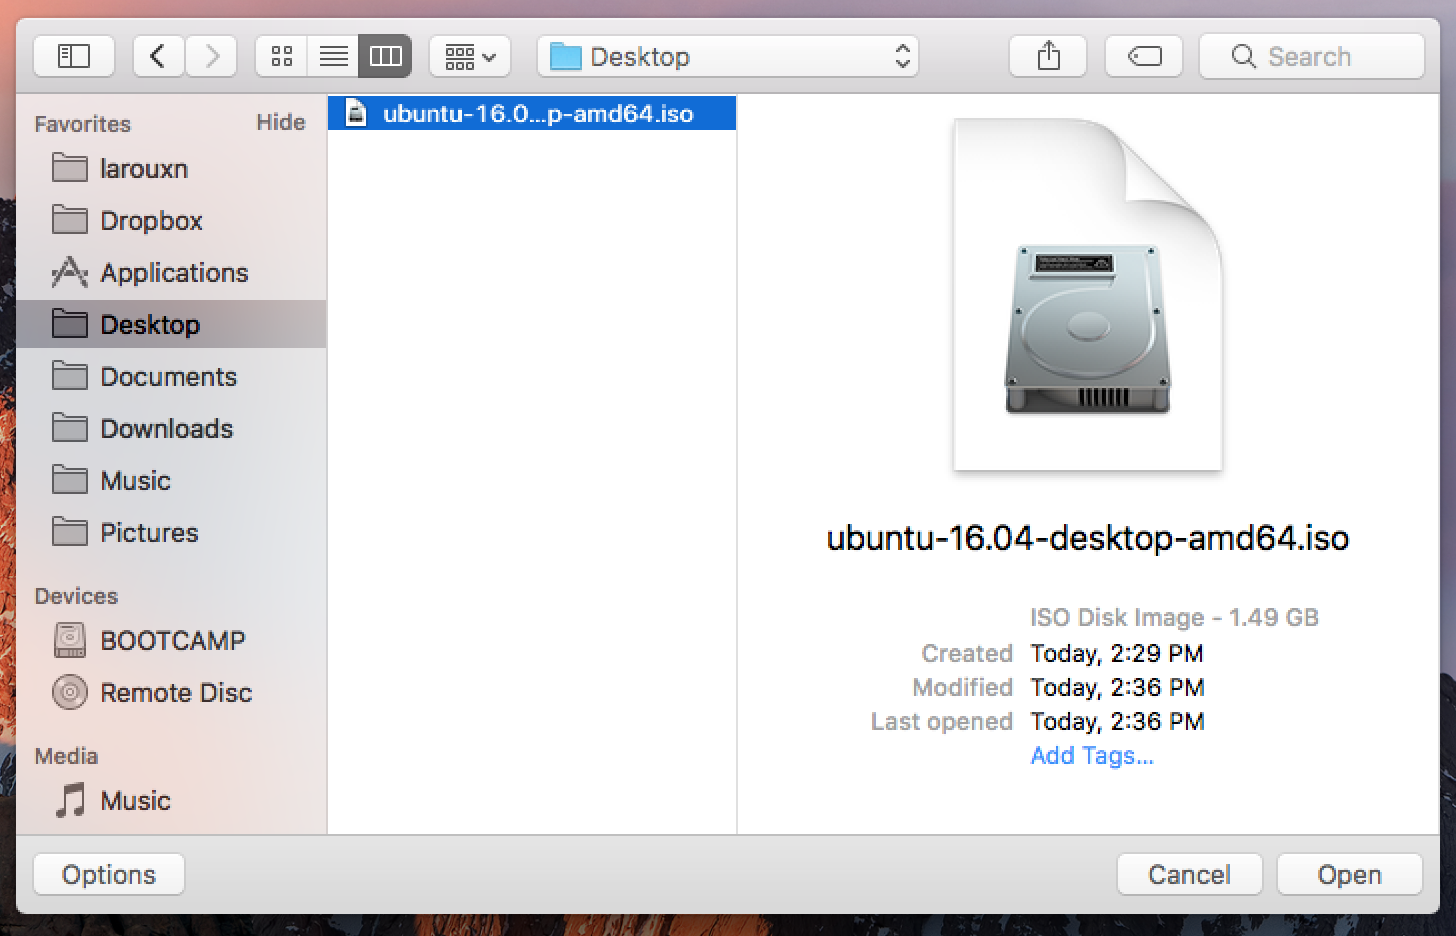 Desktop
Search
Favorites
Hide
larouxn
Dropbox
Applications
Desktop
Documents
Downloads
Music
Pictures
Devices
BOOTCAMP
Remote Disc
Media
Music
ubuntu-16.0...p-amd64.iso
ubuntu-16.04-desktop-amd64.iso
ISO Disk Image - 1.49 GB
Created Today, 2:29 PM
Modified Today, 2:36 PM
Last opened Today, 2:36 PM
Add Tags...
Options
Cancel
Open